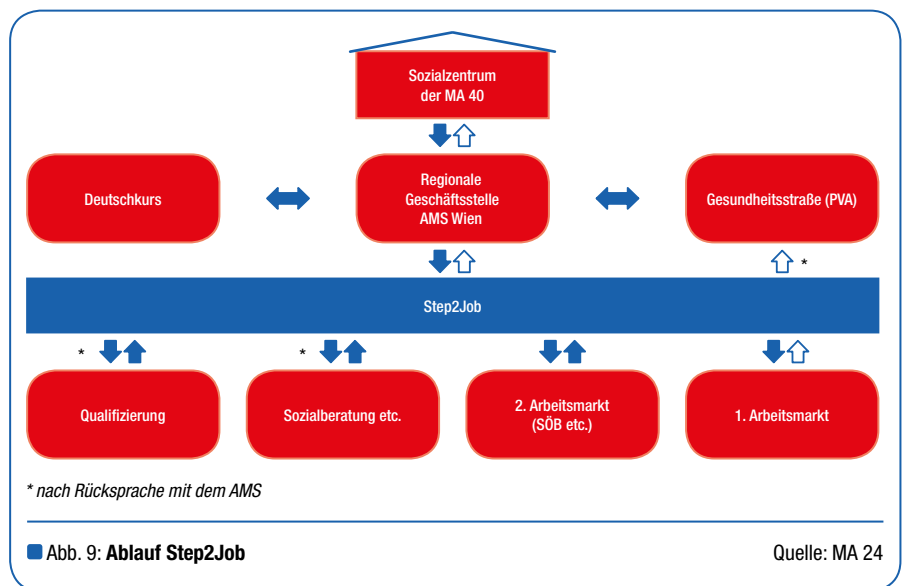 Sozialzentrum
der MA 40
Deutschkurs
Regionale
Geschäftsstelle
AMS Wien
Gesundheitsstraße (PVA)
*
Step2Job
*
*
Qualifizierung
Sozialberatung etc.
2. Arbeitsmarkt
(SÖB etc.)
1. Arbeitsmarkt
* nach Rücksprache mit dem AMS
Abb. 9: Ablauf Step2Job
Quelle: MA 24